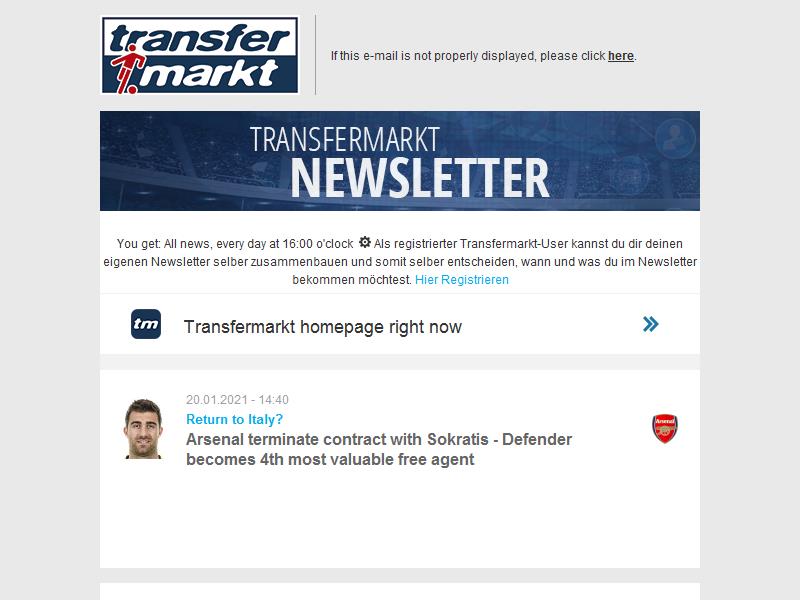 transfer
markt
If this e-mail is not properly displayed, please click here.
TRANSFERMARKT
NEWSLETTER
You get: All news, every day at 16:00 o'clock Als registrierter Transfermarkt-User kannst du dir deinen
eigenen Newsletter selber zusammenbauen und somit selber entscheiden, wann und was du im Newsletter
bekommen möchtest. Hier Registrieren
tm
Transfermarkt homepage right now
20.01.2021 - 14:40
Return to Italy?
Arsenal terminate contract with Sokratis - Defender
becomes 4th most valuable free agent
Arsenal